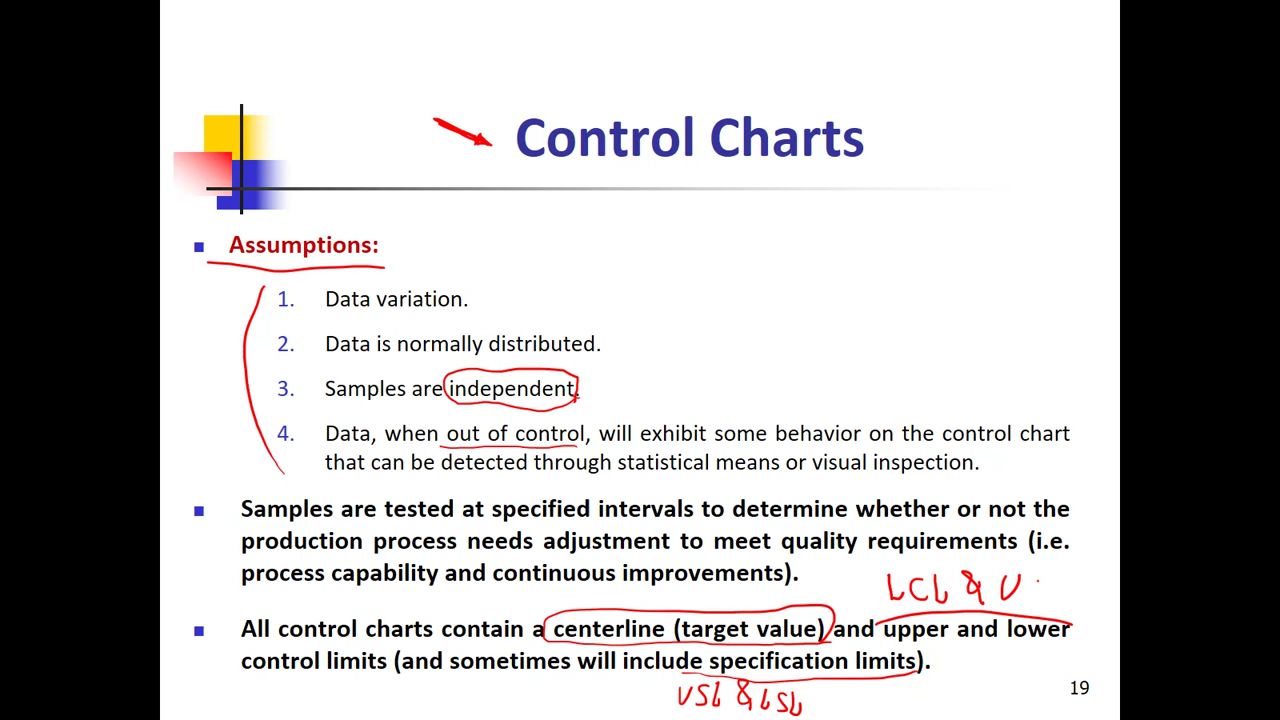 Control Charts
Assumptions:
1. Data variation.
2. Data is normally distributed.
3. Samples are independent.
4. Data, when out of control, will exhibit some behavior on the control chart
that can be detected through statistical means or visual inspection.
Samples are tested at specified intervals to determine whether or not the
production process needs adjustment to meet quality requirements (i.e.
process capability and continuous improvements).
LCL & U
All control charts contain a centerline (target value) and upper and lower
control limits (and sometimes will include specification limits).
USL & LSL
19